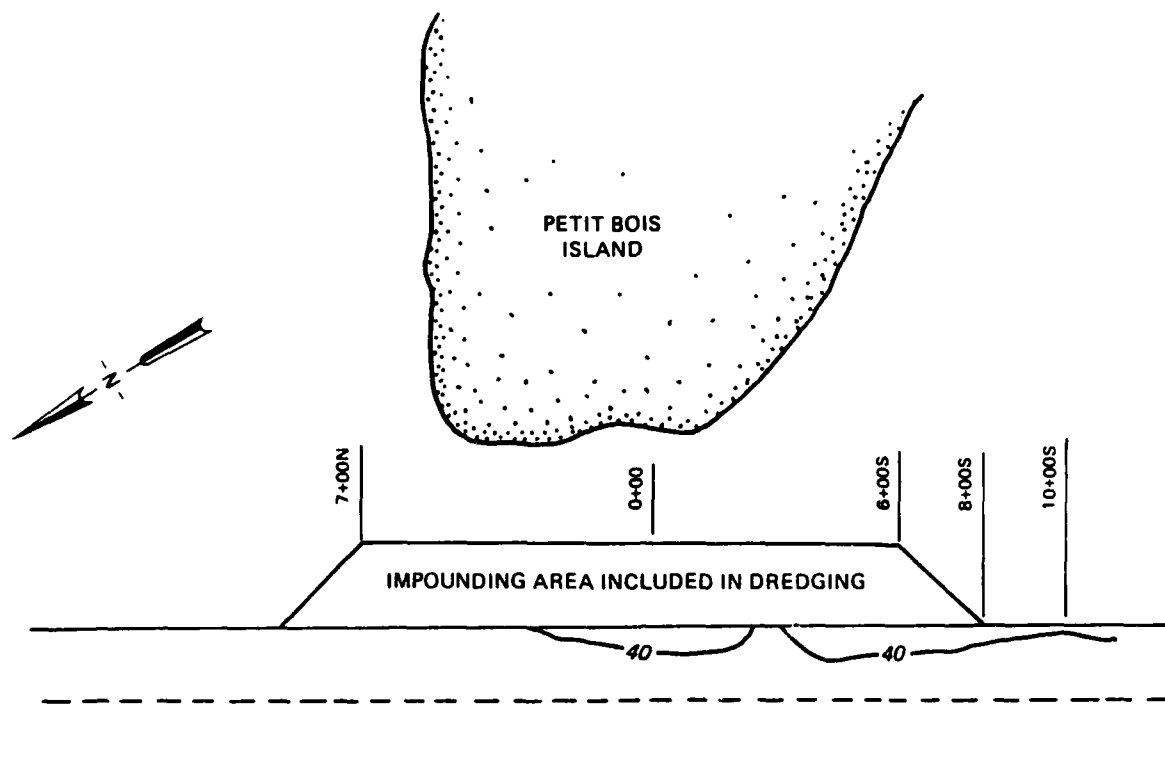 PETIT BOIS
ISLAND
N
7+00N
0+00
6+00S
8+00S
10+00S
IMPOUNDING AREA INCLUDED IN DREDGING
40
40